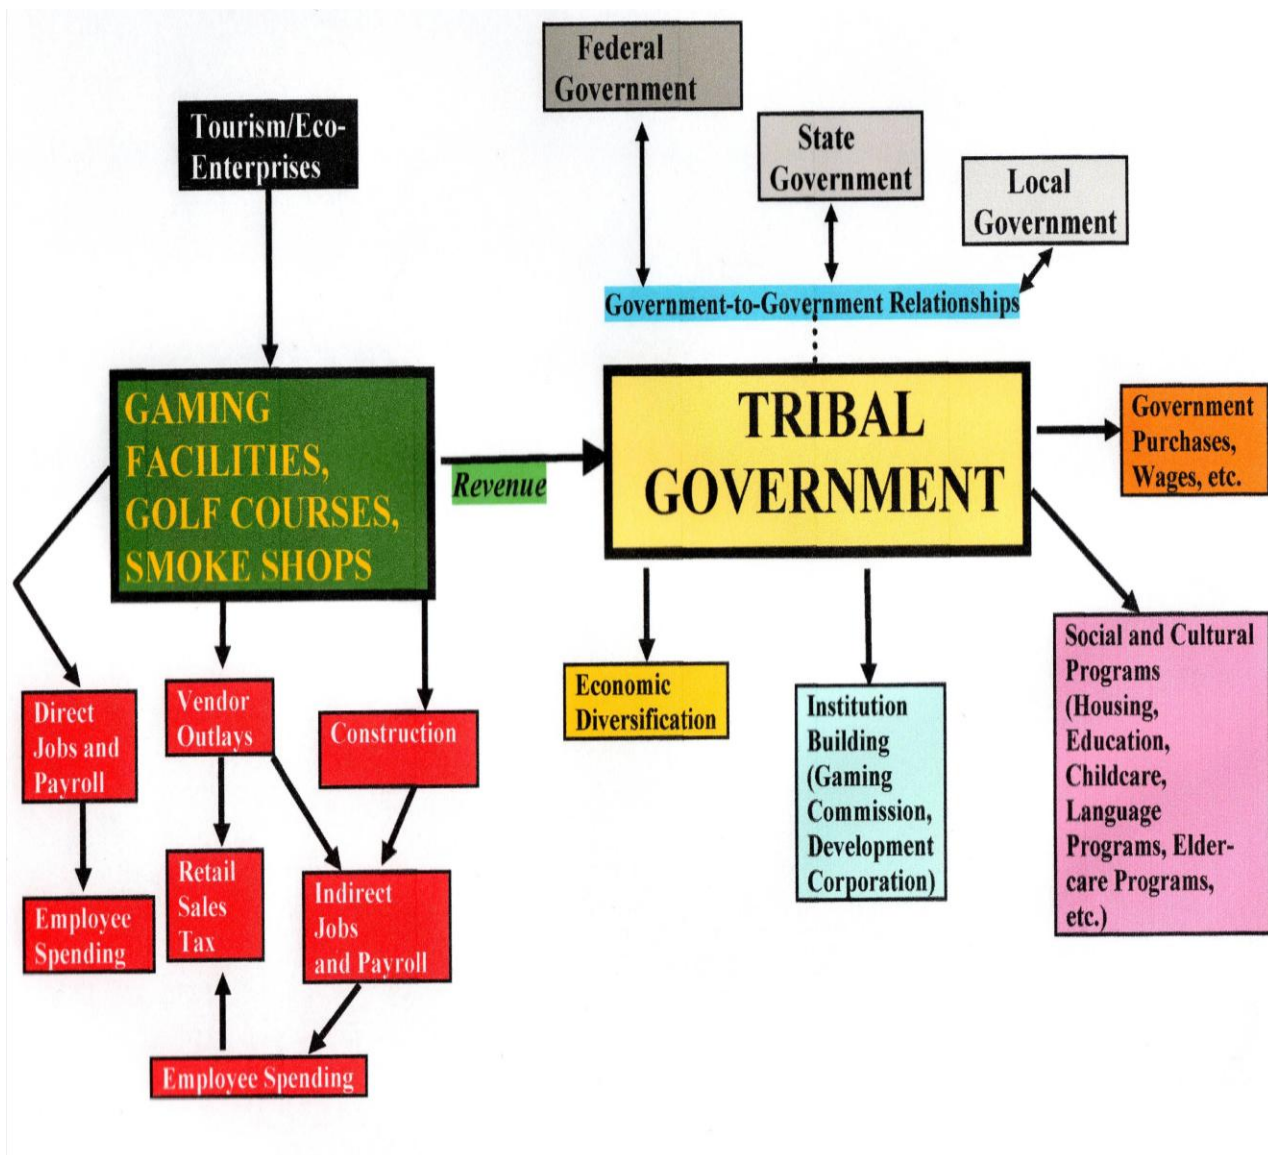 Federal
Government
Tourism/Eco-
Enterprises
State
Government
Local
Government
Government-to-Government Relationships
GAMING
FACILITIES,
GOLF COURSES,
SMOKE SHOPS
Revenue
TRIBAL
GOVERNMENT
Government
Purchases,
Wages, etc.
Direct
Jobs and
Payroll
Vendor
Outlays
Construction
Economic
Diversification
Institution
Building
(Gaming
Commission,
Development
Corporation)
Social and Cultural
Programs
(Housing,
Education,
Childcare,
Language
Programs, Elder-
care Programs,
etc.)
Employee
Spending
Retail
Sales
Tax
Indirect
Jobs
and Payroll
Employee Spending